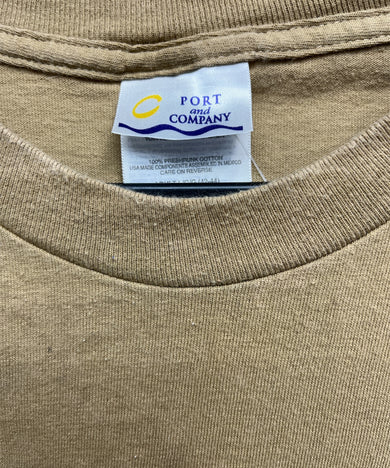 PORT
and
COMPANY
100% PRESHRUNK COTTON
USA MADE COMPONENTS ASSEMBLED IN MEXICO
CARE ON REVERSE